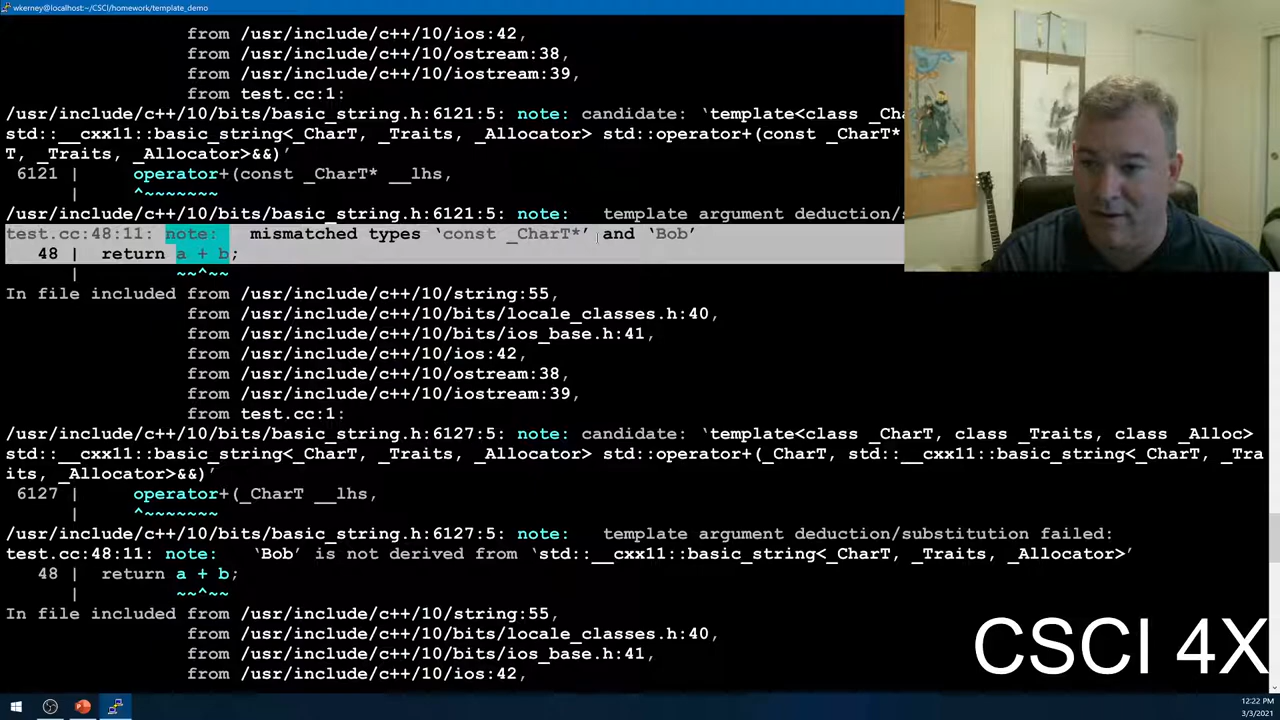 wkerney@localhost:~/CSCI/homework/template_demo
from /usr/include/c++/10/ios:42,
from /usr/include/c++/10/ostream:38,
from /usr/include/c++/10/iostream:39,
from test.cc:1:
/usr/include/c++/10/bits/basic_string.h:6121:5: note: candidate: ‘template<class _Cha
std::__cxx11::basic_string<_CharT, _Traits, _Allocator> std::operator+(const _CharT*
T, _Traits, _Allocator>&&)’
6121 |     operator+(const _CharT* __lhs,
|     ^~~~~~~~
/usr/include/c++/10/bits/basic_string.h:6121:5: note:   template argument deduction/s
test.cc:48:11: note:   mismatched types ‘const _CharT*’ and ‘Bob’
48 |  return a + b;
|         ~~^~~
In file included from /usr/include/c++/10/string:55,
from /usr/include/c++/10/bits/locale_classes.h:40,
from /usr/include/c++/10/bits/ios_base.h:41,
from /usr/include/c++/10/ios:42,
from /usr/include/c++/10/ostream:38,
from /usr/include/c++/10/iostream:39,
from test.cc:1:
/usr/include/c++/10/bits/basic_string.h:6127:5: note: candidate: ‘template<class _CharT, class _Traits, class _Alloc>
std::__cxx11::basic_string<_CharT, _Traits, _Allocator> std::operator+(_CharT, std::__cxx11::basic_string<_CharT, _Tra
its, _Allocator>&&)’
6127 |     operator+(_CharT __lhs,
|     ^~~~~~~~
/usr/include/c++/10/bits/basic_string.h:6127:5: note:   template argument deduction/substitution failed:
test.cc:48:11: note:   ‘Bob’ is not derived from ‘std::__cxx11::basic_string<_CharT, _Traits, _Allocator>’
48 |  return a + b;
|         ~~^~~
In file included from /usr/include/c++/10/string:55,
from /usr/include/c++/10/bits/locale_classes.h:40,
from /usr/include/c++/10/bits/ios_base.h:41,
from /usr/include/c++/10/ios:42,
CSCI 4X
12:22 PM
3/3/2021